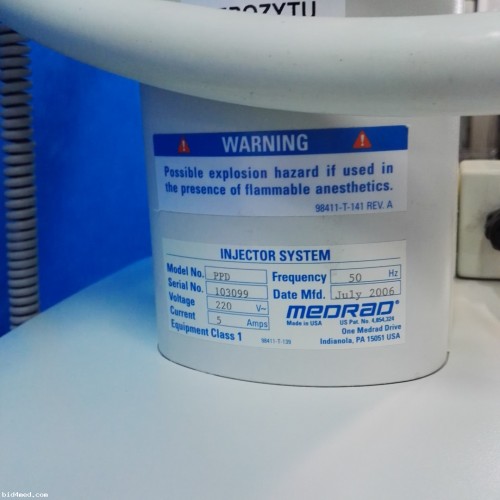 WARNING
Possible explosion hazard if used in
the presence of flammable anesthetics.
98411-T-141 REV. A
INJECTOR SYSTEM
Model No. PPD
Serial No. 103099
Voltage 220 V~
Current 5 Amps
Equipment Class 1
98411-T-135
Frequency 50 Hz
Date Mfd. July 2006
MEDRAD®
Made in USA US Pat. No. 4,854,324
One Medrad Drive
Indianola, PA 15051 USA
bid4med.com